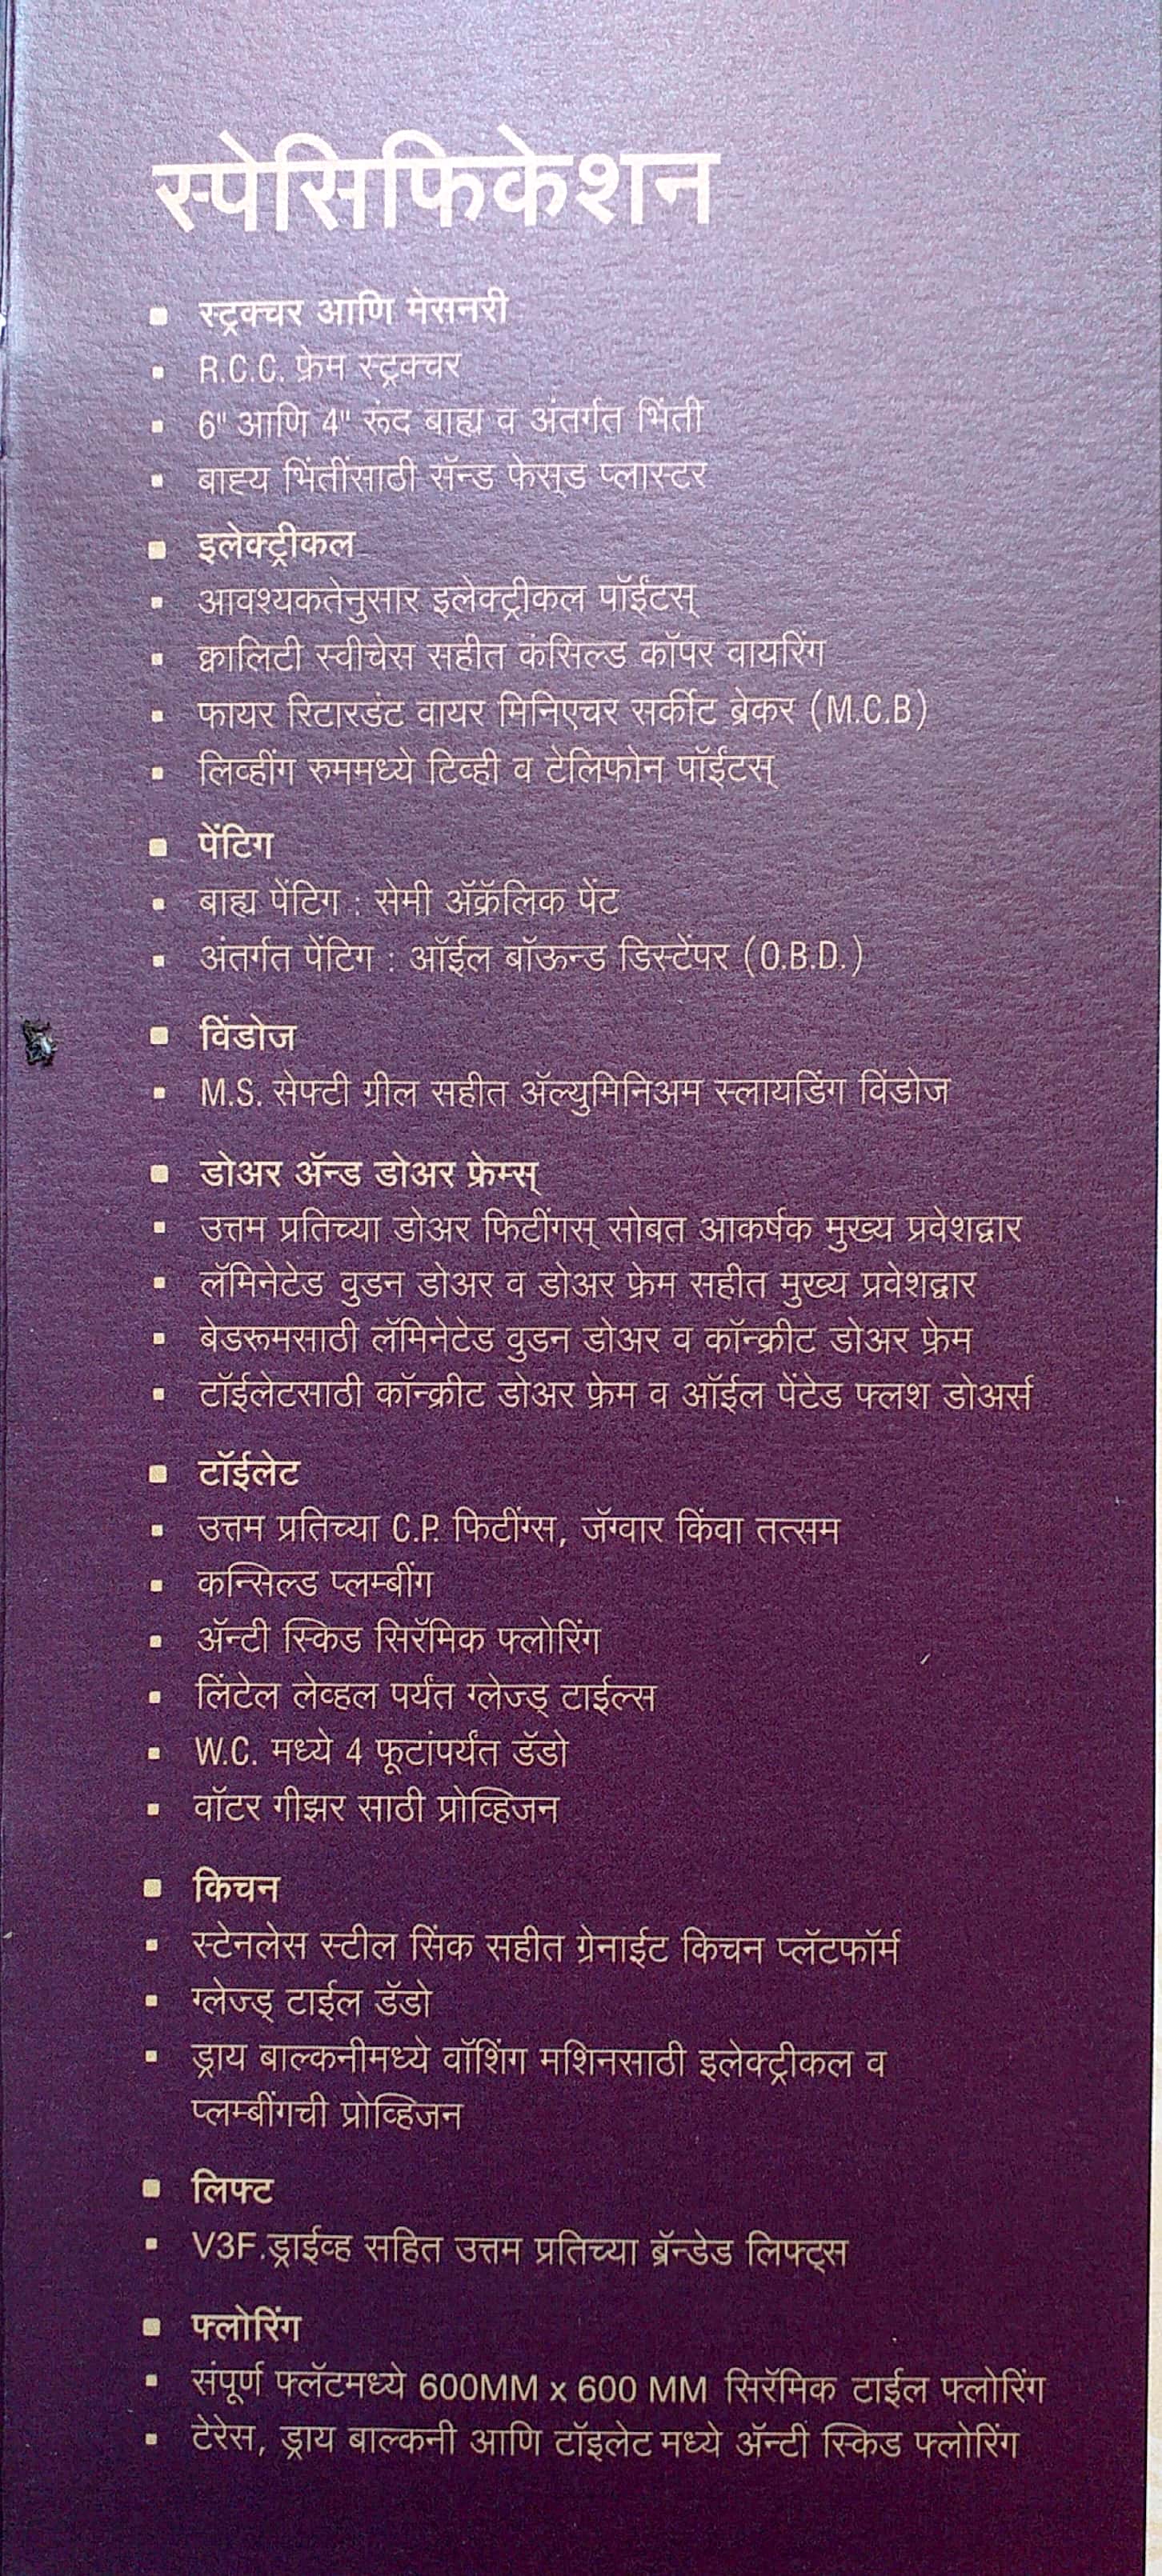 स्पेसिफिकेशन
स्ट्रक्चर आणि मेसनरी
R.C.C. फ्रेम स्ट्रक्चर
6" आणि 4" रूंद बाह्य व अंतर्गत भिंती
बाह्य भिंतींसाठी सॅन्ड फेस्ड प्लास्टर
इलेक्ट्रीकल
आवश्यकतेनुसार इलेक्ट्रीकल पॉईंटस्
क्वालिटी स्वीचेस सहीत कंसिल्ड कॉपर वायरिंग
फायर रिटारडंट वायर मिनिएचर सर्कीट ब्रेकर (M.C.B)
लिव्हींग रुममध्ये टिव्ही व टेलिफोन पॉईंटस्
पेंटिग
बाह्य पेंटिग : सेमी ॲक्रॅलिक पेंट
अंतर्गत पेंटिग : ऑईल बॉऊन्ड डिस्टेंपर (O.B.D.)
विंडोज
M.S. सेफ्टी ग्रील सहीत ॲल्युमिनिअम स्लायडिंग विंडोज
डोअर ॲन्ड डोअर फ्रेम्स्
उत्तम प्रतिच्या डोअर फिटींगस् सोबत आकर्षक मुख्य प्रवेशद्वार
लॅमिनेटेड वुडन डोअर व डोअर फ्रेम सहीत मुख्य प्रवेशद्वार
बेडरूमसाठी लॅमिनेटेड वुडन डोअर व कॉन्क्रीट डोअर फ्रेम
टॉईलेटसाठी कॉन्क्रीट डोअर फ्रेम व ऑईल पेंटेड फ्लश डोअर्स
टॉईलेट
उत्तम प्रतिच्या C.P. फिटींग्स, जॅग्वार किंवा तत्सम
कन्सिल्ड प्लम्बींग
ॲन्टी स्किड सिरॅमिक फ्लोरिंग
लिंटेल लेव्हल पर्यंत ग्लेज्ड् टाईल्स
W.C. मध्ये 4 फूटांपर्यंत डॅडो
वॉटर गीझर साठी प्रोव्हिजन
किचन
स्टेनलेस स्टील सिंक सहीत ग्रेनाईट किचन प्लॅटफॉर्म
ग्लेज्ड् टाईल डॅडो
ड्राय बाल्कनीमध्ये वॉशिंग मशिनसाठी इलेक्ट्रीकल व
प्लम्बींगची प्रोव्हिजन
लिफ्ट
V3F.ड्राईव्ह सहित उत्तम प्रतिच्या ब्रॅन्डेड लिफ्ट्स
फ्लोरिंग
संपूर्ण फ्लॅटमध्ये 600MM x 600 MM सिरॅमिक टाईल फ्लोरिंग
टेरेस, ड्राय बाल्कनी आणि टॉइलेट मध्ये ॲन्टी स्किड फ्लोरिंग